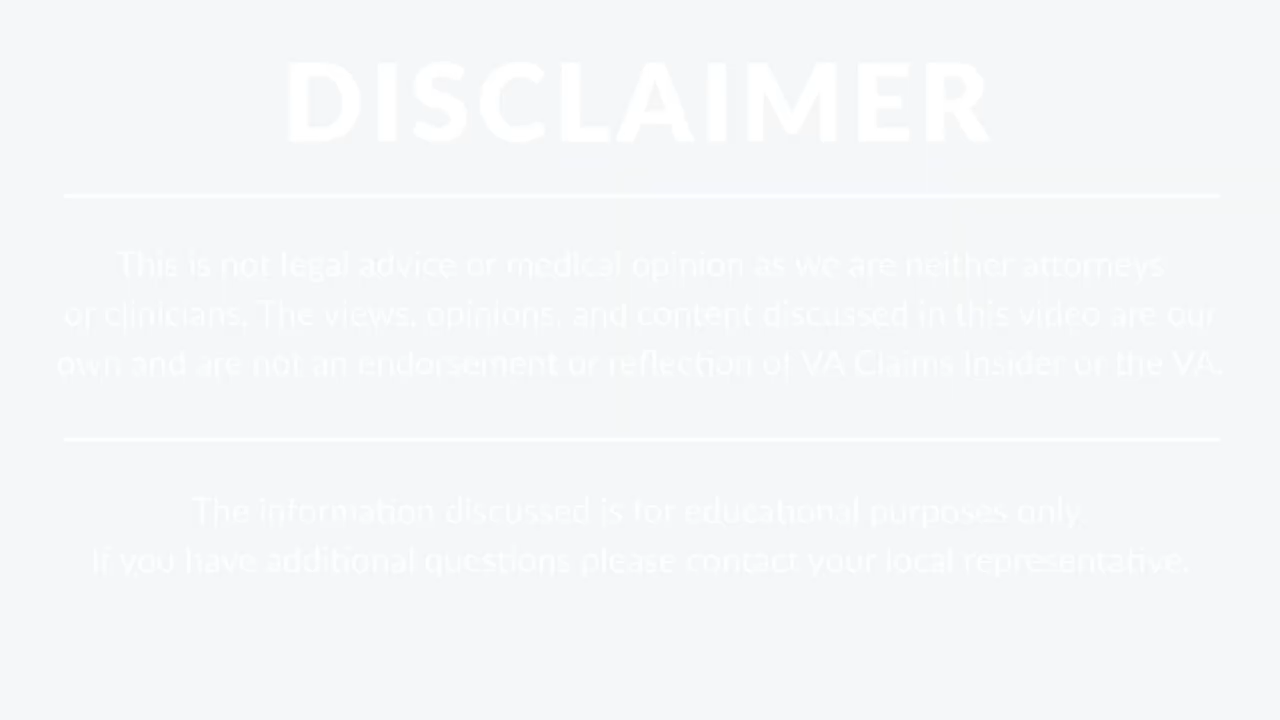 DISCLAIMER
This is not legal advice or medical opinion as we are neither attorneys
or clinicians. The views, opinions, and content discussed in this video are our
own and are not an endorsement or reflection of VA Claims Insider or the VA.
The information discussed is for educational purposes only.
If you have additional questions please contact your local representative.